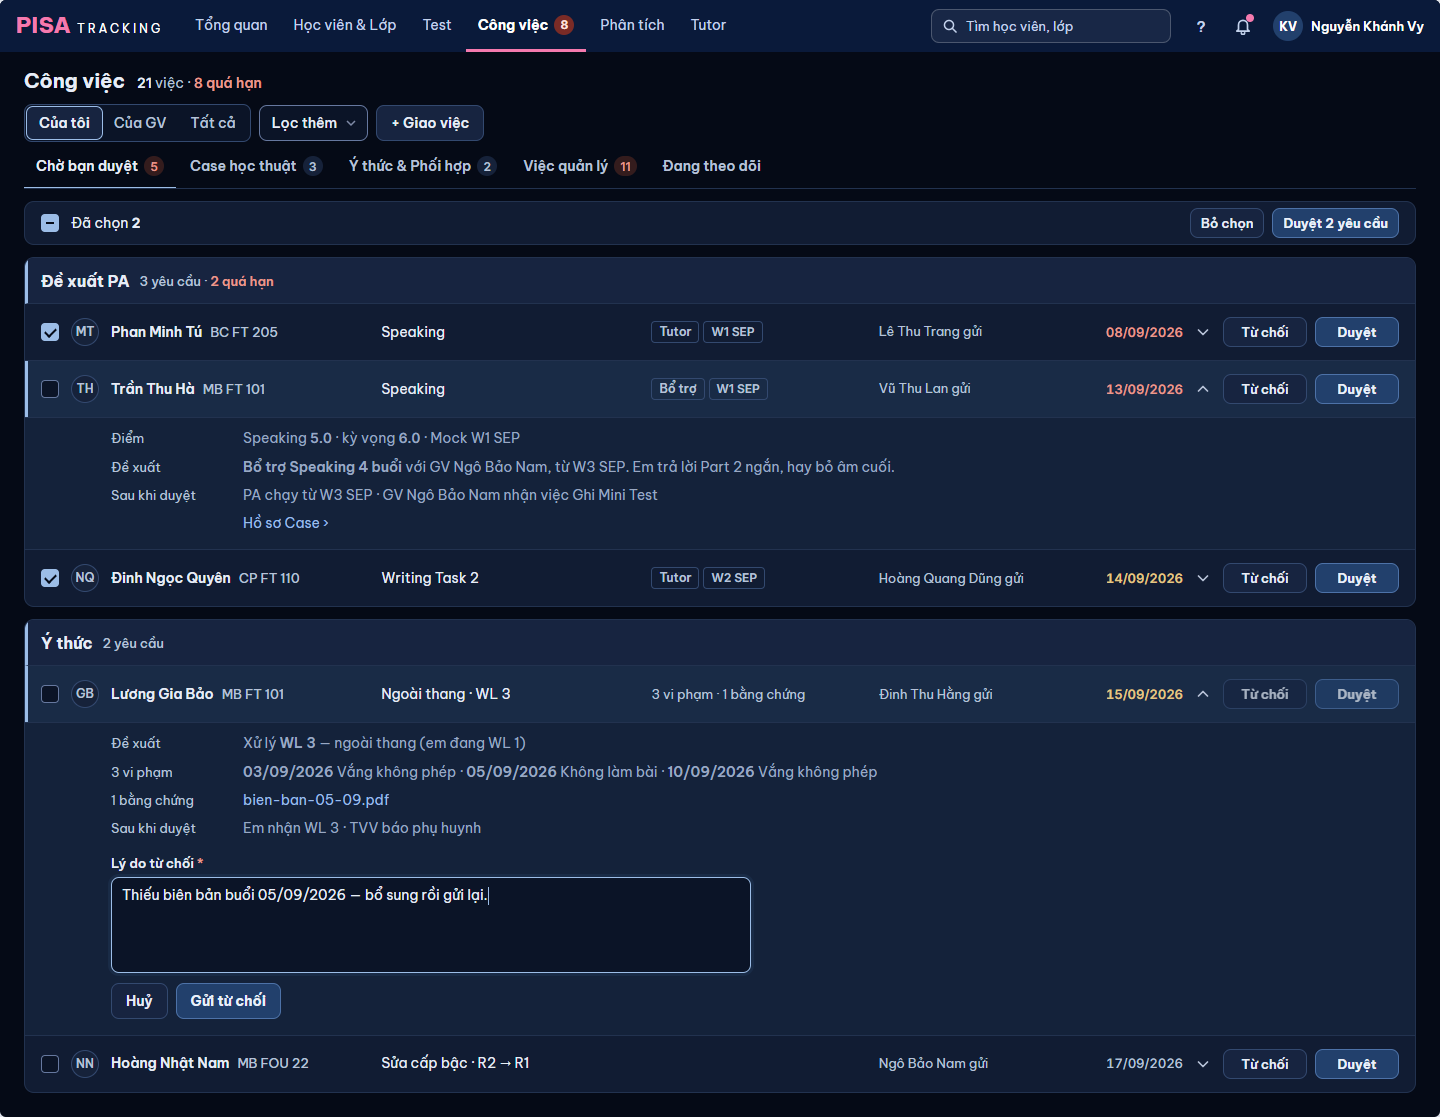 PISA TRACKING Tổng quan Học viên & Lớp Test Công việc 8 Phân tích Tutor Tìm học viên, lớp ? KV Nguyễn Khánh Vy
Công việc 21 việc · 8 quá hạn
Của tôi Của GV Tất cả Lọc thêm + Giao việc
Chờ bạn duyệt 5 Case học thuật 3 Ý thức & Phối hợp 2 Việc quản lý 11 Đang theo dõi
Đã chọn 2 Bỏ chọn Duyệt 2 yêu cầu
Đề xuất PA 3 yêu cầu · 2 quá hạn
MT Phan Minh Tú BC FT 205 Speaking Tutor W1 SEP Lê Thu Trang gửi 08/09/2026 Từ chối Duyệt
TH Trần Thu Hà MB FT 101 Speaking Bổ trợ W1 SEP Vũ Thu Lan gửi 13/09/2026 Từ chối Duyệt
Điểm Speaking 5.0 · kỳ vọng 6.0 · Mock W1 SEP
Đề xuất Bổ trợ Speaking 4 buổi với GV Ngô Bảo Nam, từ W3 SEP. Em trả lời Part 2 ngắn, hay bỏ âm cuối.
Sau khi duyệt PA chạy từ W3 SEP · GV Ngô Bảo Nam nhận việc Ghi Mini Test
Hồ sơ Case ›
NQ Đinh Ngọc Quyên CP FT 110 Writing Task 2 Tutor W2 SEP Hoàng Quang Dũng gửi 14/09/2026 Từ chối Duyệt
Ý thức 2 yêu cầu
GB Lương Gia Bảo MB FT 101 Ngoài thang · WL 3 3 vi phạm · 1 bằng chứng Đinh Thu Hằng gửi 15/09/2026 Từ chối Duyệt
Đề xuất Xử lý WL 3 — ngoài thang (em đang WL 1)
3 vi phạm 03/09/2026 Vắng không phép · 05/09/2026 Không làm bài · 10/09/2026 Vắng không phép
1 bằng chứng bien-ban-05-09.pdf
Sau khi duyệt Em nhận WL 3 · TVV báo phụ huynh
Lý do từ chối *
Thiếu biên bản buổi 05/09/2026 — bổ sung rồi gửi lại.
Huỷ Gửi từ chối
NN Hoàng Nhật Nam MB FOU 22 Sửa cấp bậc · R2 → R1 Ngô Bảo Nam gửi 17/09/2026 Từ chối Duyệt